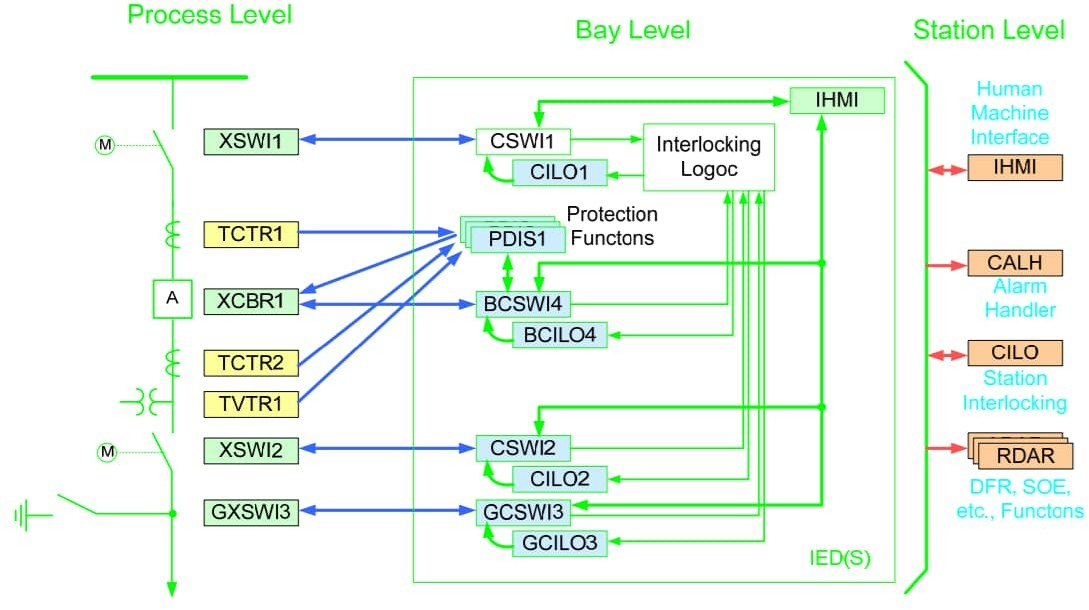 Process Level
Bay Level
Station Level
IHMI
Human
Machine
Interface
M
XSWI1
CSWI1
Interlocking
Logoc
CILO1
IHMI
TCTR1
Protection
PDIS1
Functons
CALH
Alarm
Handler
A
XCBR1
BCSWI4
BCILO4
CILO
Station
Interlocking
TCTR2
TVTR1
M
XSWI2
CSWI2
CILO2
RDAR
DFR, SOE,
etc., Functons
GXSWI3
GCSWI3
GCILO3
IED(S)